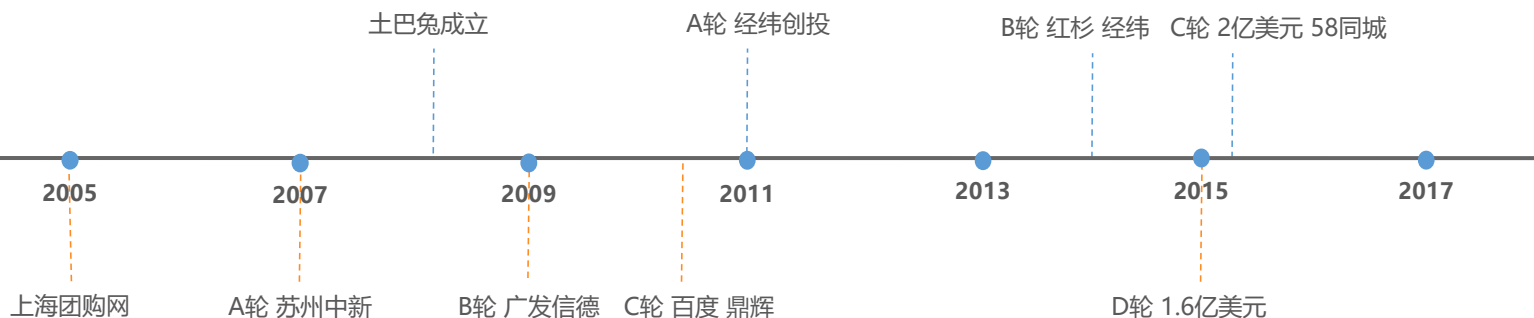 土巴兔成立
A轮 经纬创投
B轮 红杉 经纬
C轮 2亿美元 58同城
2005
2007
2009
2011
2013
2015
2017
上海团购网
A轮 苏州中新
B轮 广发信德
C轮 百度 鼎辉
D轮 1.6亿美元